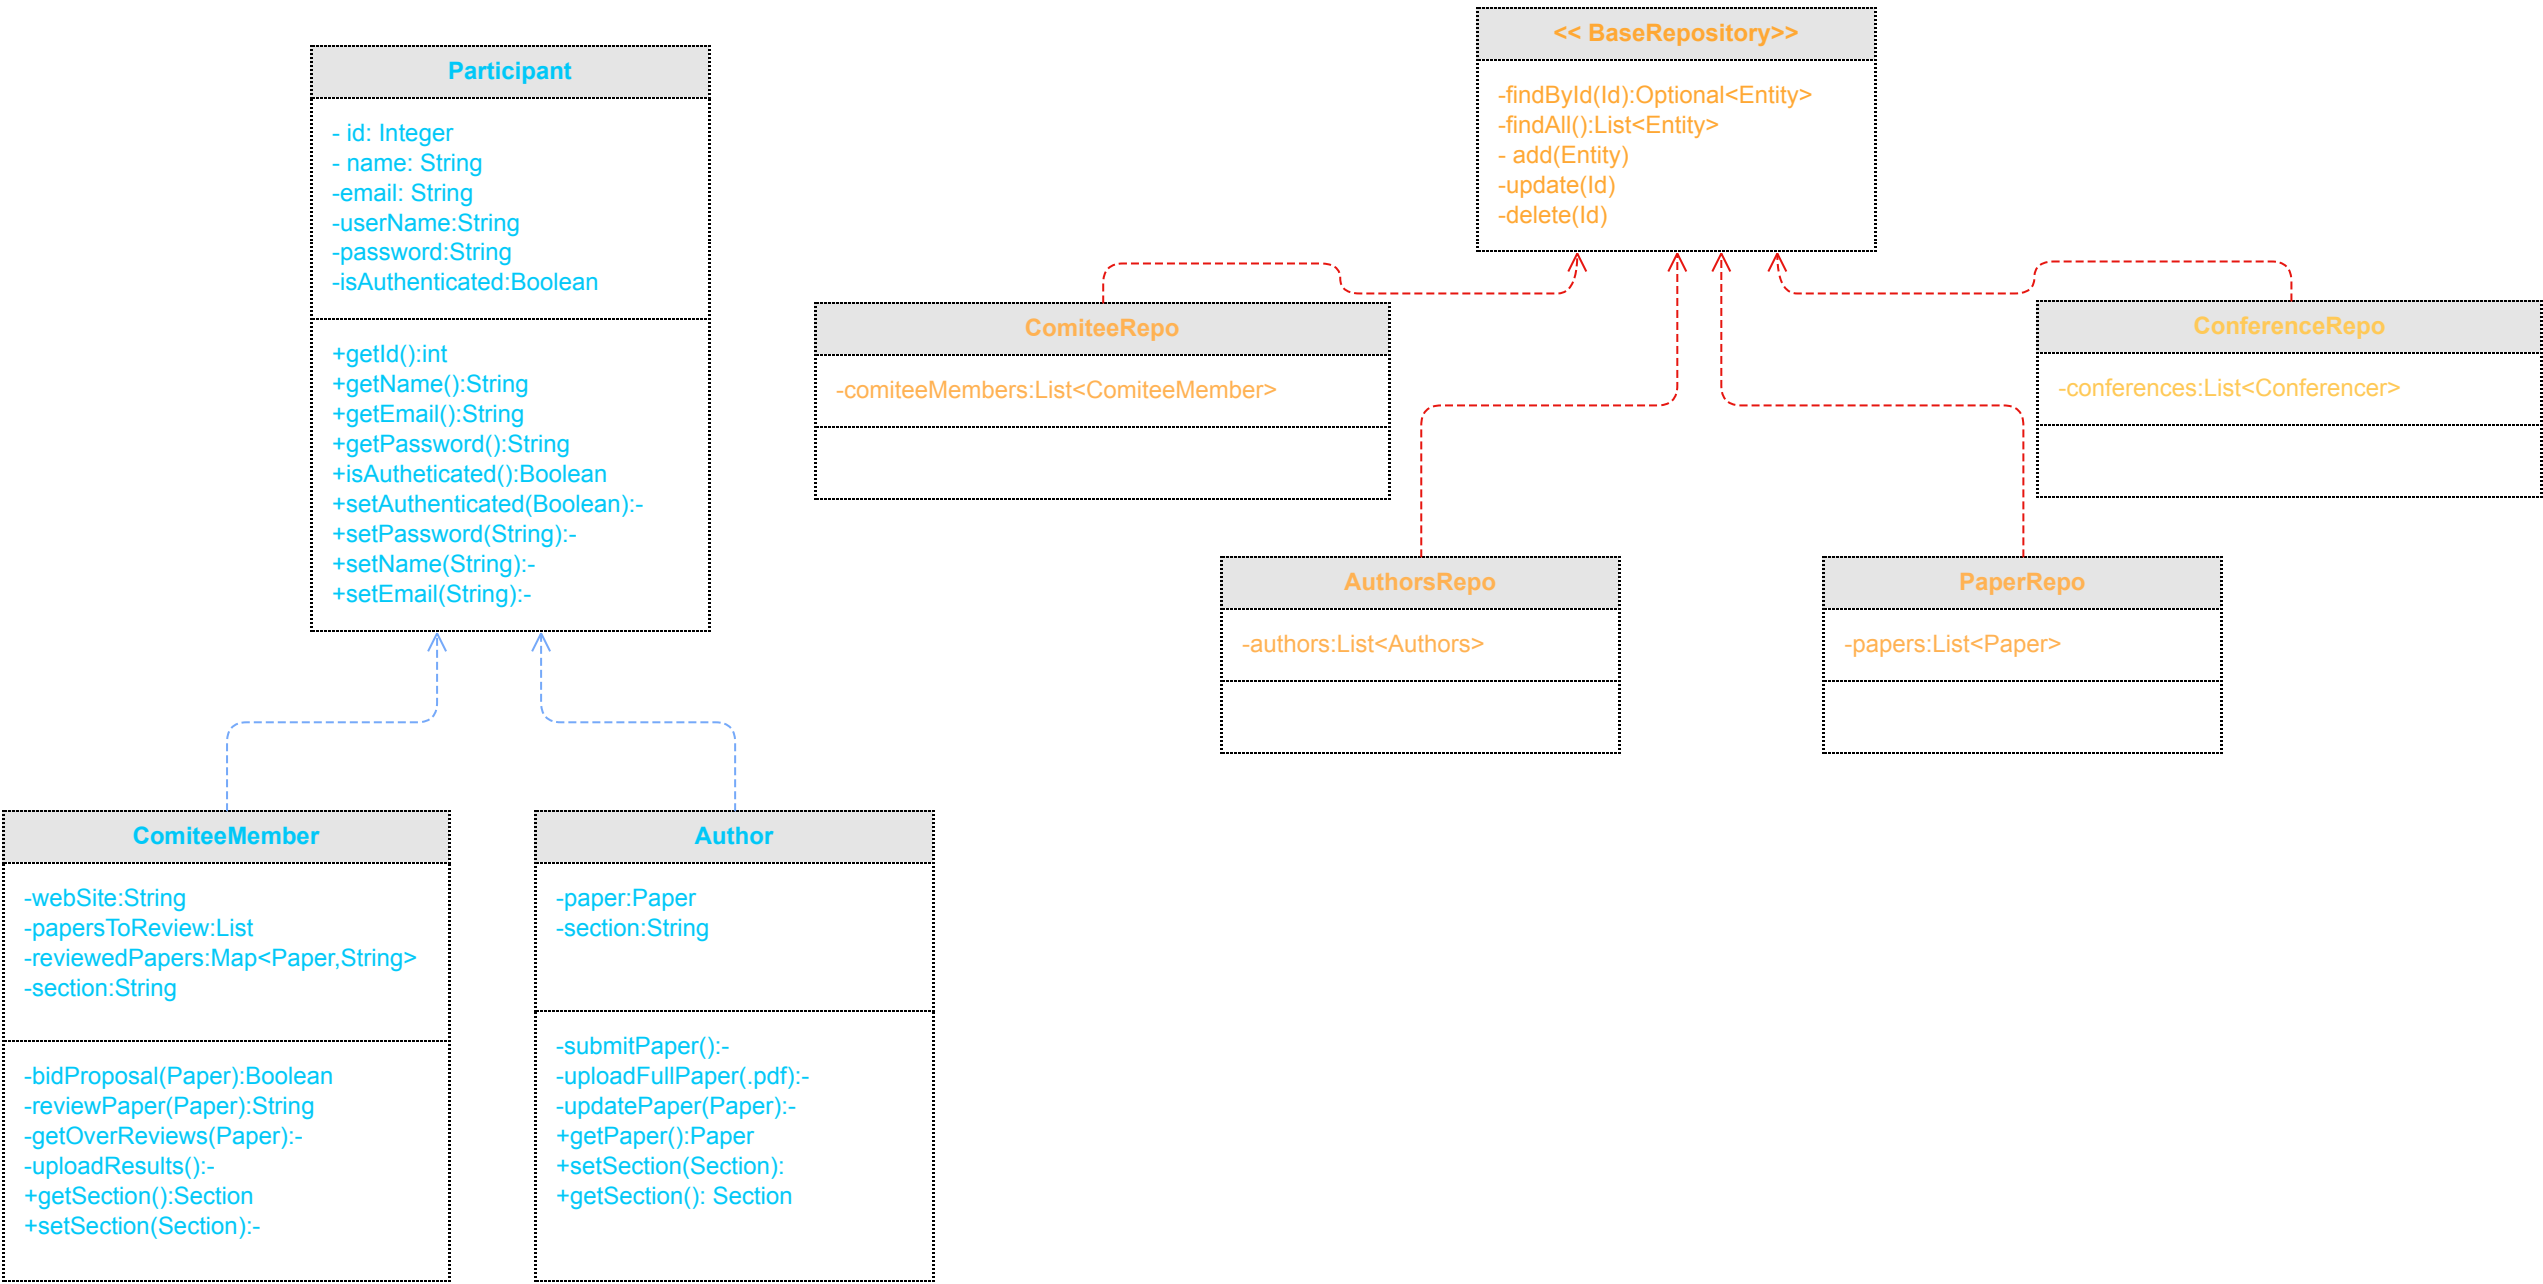 Participant
- id: Integer
- name: String
-email: String
-userName:String
-password:String
-isAuthenticated:Boolean
+getId():int
+getName():String
+getEmail():String
+getPassword():String
+isAutheticated():Boolean
+setAuthenticated(Boolean):-
+setPassword(String):-
+setName(String):-
+setEmail(String):-
<< BaseRepository>>
-findById(Id):Optional<Entity>
-findAll():List<Entity>
- add(Entity)
-update(Id)
-delete(Id)
ComiteeRepo
-comiteeMembers:List<ComiteeMember>
ConferenceRepo
-conferences:List<Conferencer>
AuthorsRepo
-authors:List<Authors>
PaperRepo
-papers:List<Paper>
ComiteeMember
-webSite:String
-papersToReview:List
-reviewedPapers:Map<Paper,String>
-section:String
-bidProposal(Paper):Boolean
-reviewPaper(Paper):String
-getOverReviews(Paper):-
-uploadResults():-
+getSection():Section
+setSection(Section):-
Author
-paper:Paper
-section:String
-submitPaper():-
-uploadFullPaper(.pdf):-
-updatePaper(Paper):-
+getPaper():Paper
+setSection(Section):
+getSection(): Section